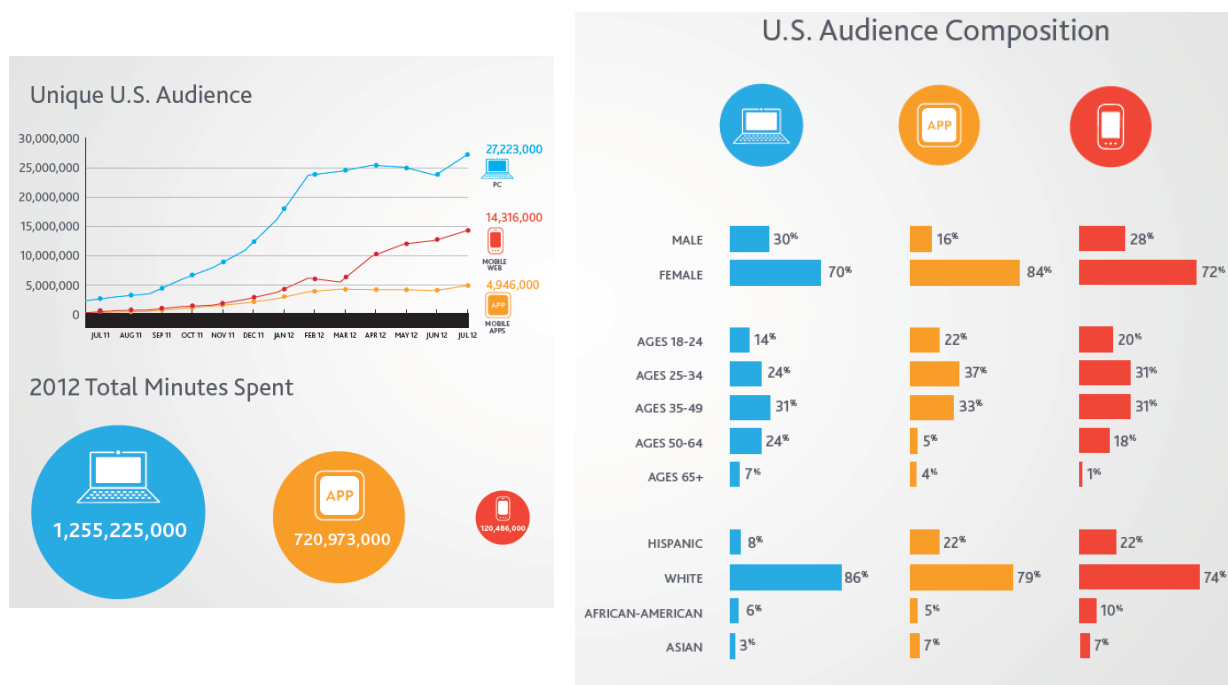 Unique U.S. Audience
30,000,000
25,000,000
20,000,000
15,000,000
10,000,000
5,000,000
0
27,223,000
PC
14,316,000
MOBILE
WEB
4,946,000
APP
MOBILE
APPS
JUL 11 AUG 11 SEP 11 OCT 11 NOV 11 DEC 11 JAN 12 FEB 12 MAR 12 APR 12 MAY 12 JUN 12 JUL 12
2012 Total Minutes Spent
1,255,225,000
APP
720,973,000
120,486,000
U.S. Audience Composition
APP
MALE 30% 16% 28%
FEMALE 70% 84% 72%
AGES 18-24 14% 22% 20%
AGES 25-34 24% 37% 31%
AGES 35-49 31% 33% 31%
AGES 50-64 24% 5% 18%
AGES 65+ 7% 4% 1%
HISPANIC 8% 22% 22%
WHITE 86% 79% 74%
AFRICAN-AMERICAN 6% 5% 10%
ASIAN 3% 7% 7%